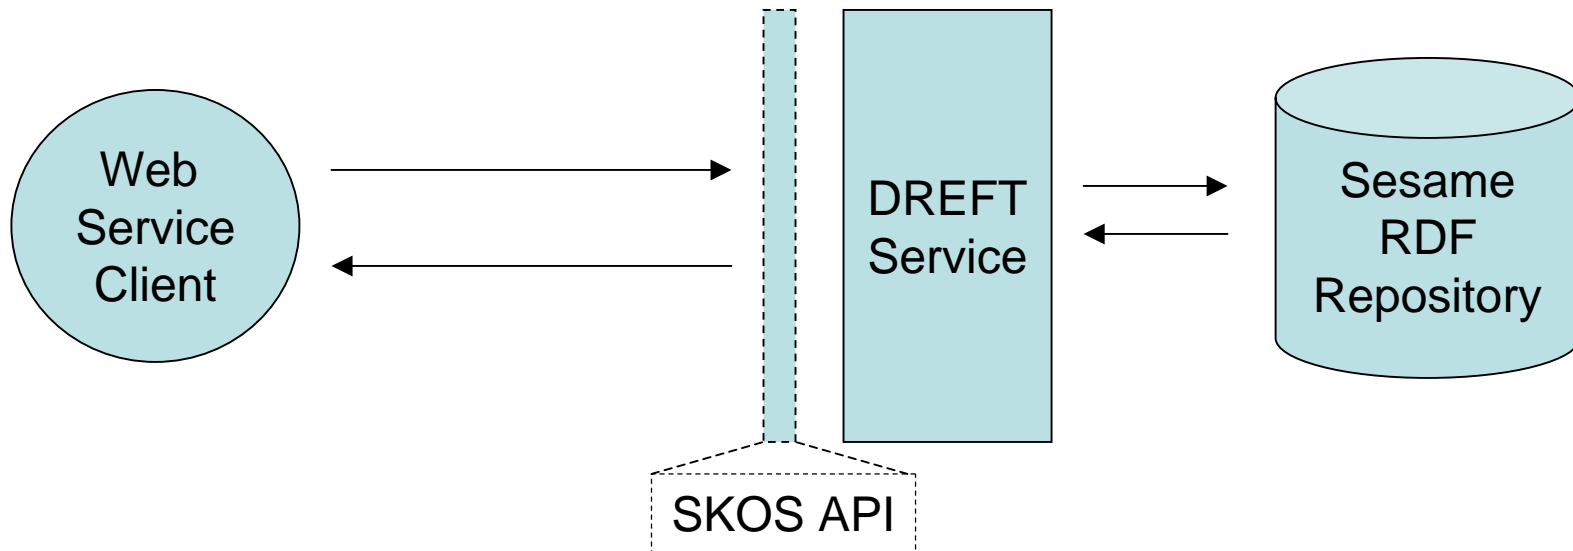 Web
Service
Client
DREFT
Service
Sesame
RDF
Repository
SKOS API